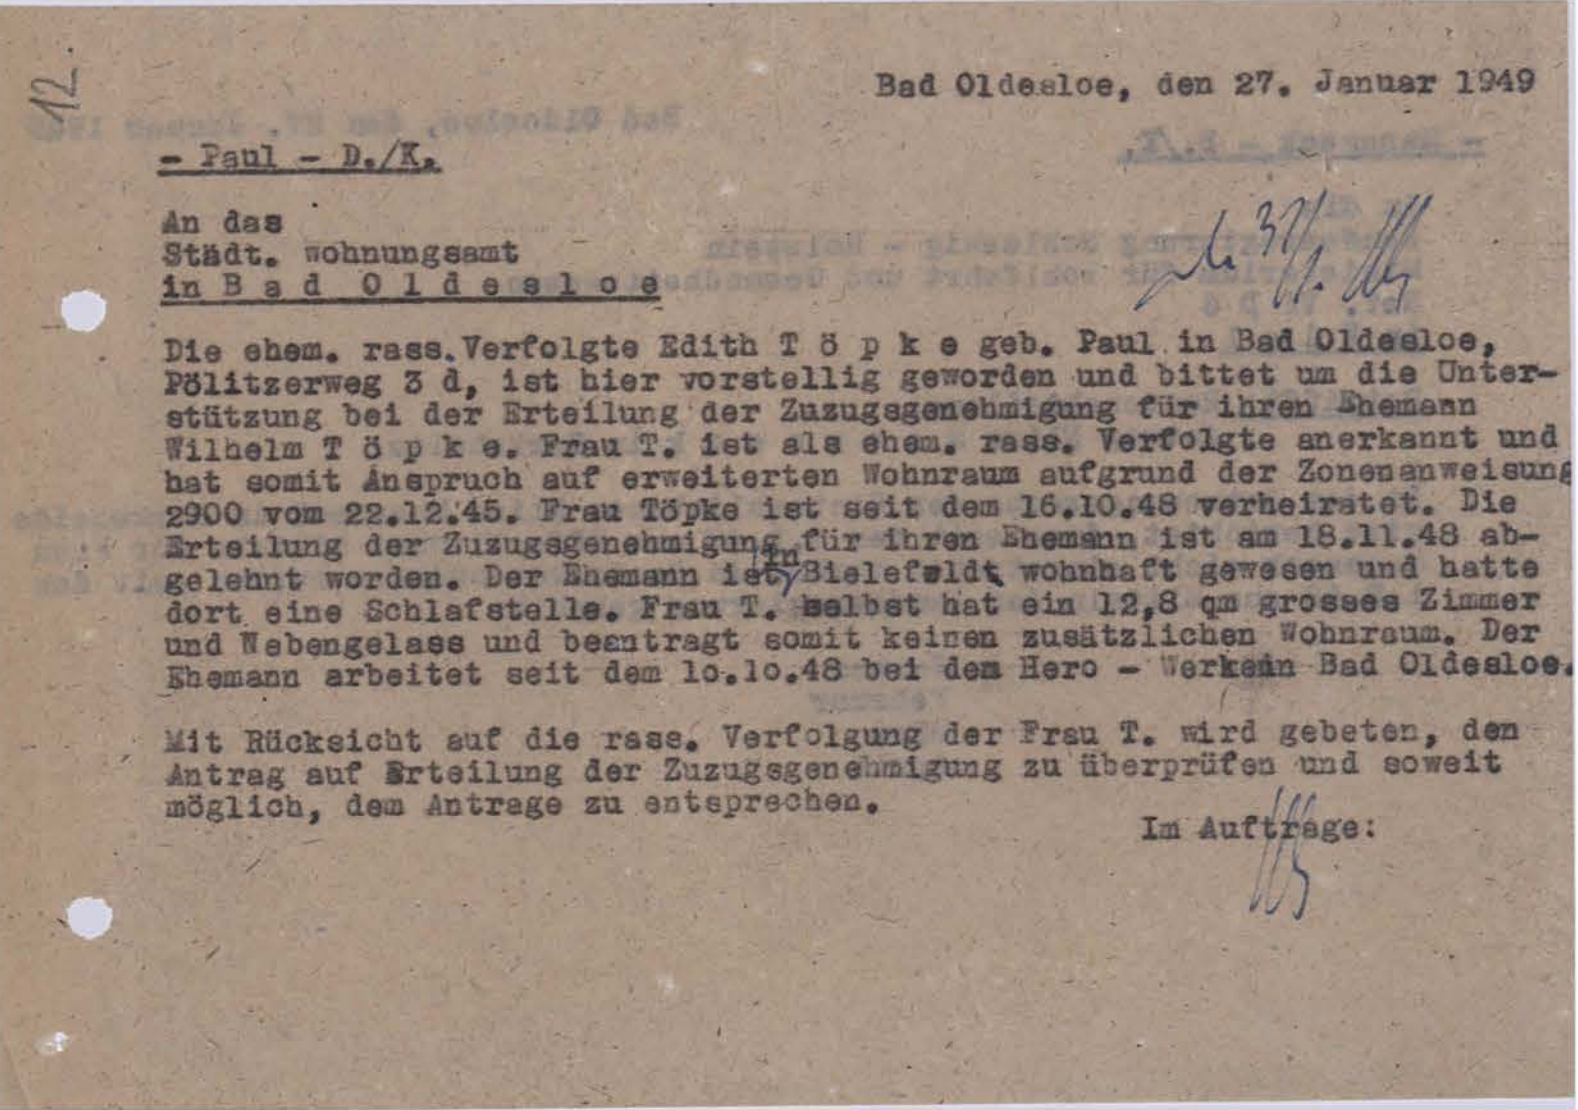 12.
Bad Oldesloe, den 27. Januar 1949
- Paul - D./K.
An das
Städt. Wohnungsamt
in B a d   O l d e s l o e
Die ehem. rass. Verfolgte Edith T ö p k e geb. Paul in Bad Oldesloe,
Pölitzerweg 3 d, ist hier vorstellig geworden und bittet um die Unter-
stützung bei der Erteilung der Zuzugsgenehmigung für ihren Ehemann
Wilhelm T ö p k e. Frau T. ist als ehem. rass. Verfolgte anerkannt und
hat somit Anspruch auf erweiterten Wohnraum aufgrund der Zonenanweisung
2900 vom 22.12.45. Frau Töpke ist seit dem 16.10.48 verheiratet. Die
Erteilung der Zuzugsgenehmigung für ihren Ehemann ist am 18.11.48 ab-
gelehnt worden. Der Ehemann ist in Bielefeldt wohnhaft gewesen und hatte
dort eine Schlafstelle. Frau T. selbst hat ein 12,8 qm grosses Zimmer
und Nebengelass und beantragt somit keinen zusätzlichen Wohnraum. Der
Ehemann arbeitet seit dem 1o.1o.48 bei dem Hero - Werken in Bad Oldesloe.
Mit Rücksicht auf die rass. Verfolgung der Frau T. wird gebeten, den
Antrag auf Erteilung der Zuzugsgenehmigung zu überprüfen und soweit
möglich, dem Antrage zu entsprechen.
Im Auftrage: